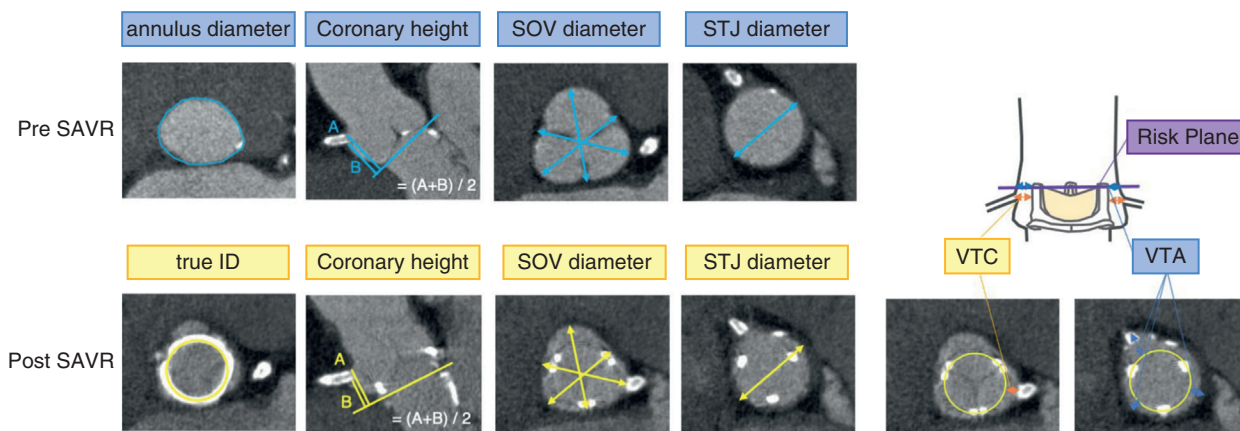 annulus diameter
Coronary height
SOV diameter
STJ diameter
Pre SAVR
A
B
= (A+B) / 2
Risk Plane
VTC
VTA
true ID
Coronary height
SOV diameter
STJ diameter
Post SAVR
A
B
= (A+B) / 2